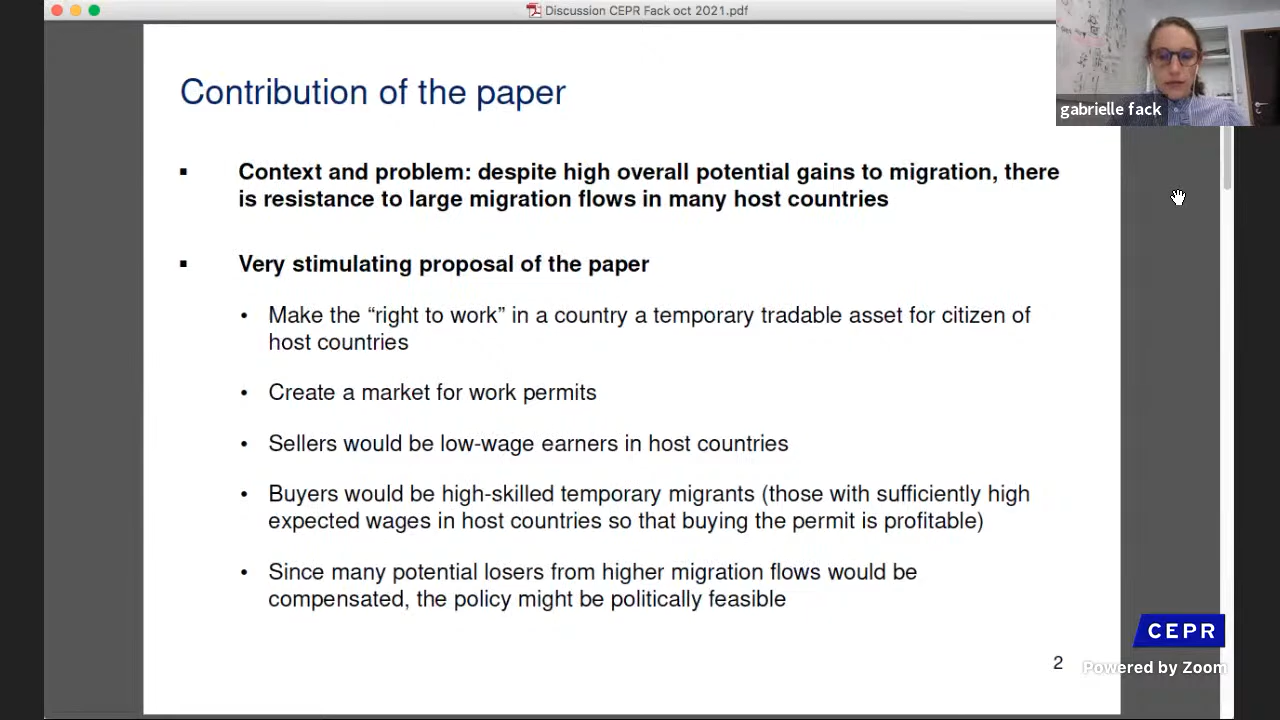 Discussion CEPR Fack oct 2021.pdf
Contribution of the paper
gabrielle fack
▪ Context and problem: despite high overall potential gains to migration, there
is resistance to large migration flows in many host countries
▪ Very stimulating proposal of the paper
• Make the “right to work” in a country a temporary tradable asset for citizen of
host countries
• Create a market for work permits
• Sellers would be low-wage earners in host countries
• Buyers would be high-skilled temporary migrants (those with sufficiently high
expected wages in host countries so that buying the permit is profitable)
• Since many potential losers from higher migration flows would be
compensated, the policy might be politically feasible
CEPR
2
Powered by Zoom